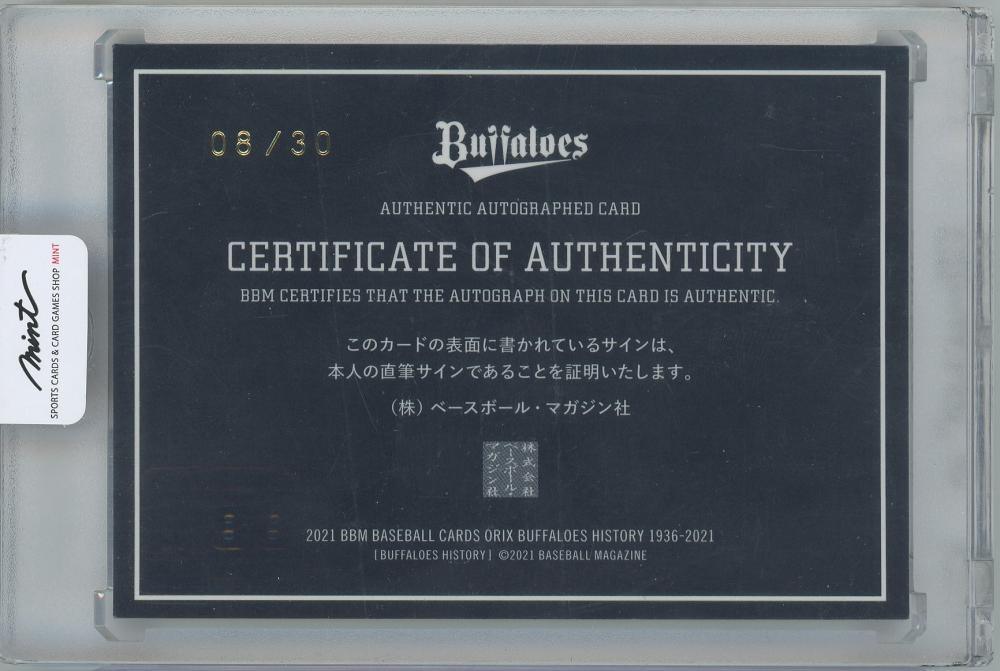 08/30
Buffaloes
AUTHENTIC AUTOGRAPHED CARD
CERTIFICATE OF AUTHENTICITY
BBM CERTIFIES THAT THE AUTOGRAPH ON THIS CARD IS AUTHENTIC.
このカードの表面に書かれているサインは、
本人の直筆サインであることを証明いたします。
（株）ベースボール・マガジン社
株式会社
ベースボール・
マガジン社
2021 BBM BASEBALL CARDS ORIX BUFFALOES HISTORY 1936-2021
[BUFFALOES HISTORY] ©2021 BASEBALL MAGAZINE
mint
SPORTS CARDS & CARD GAMES SHOP MINT